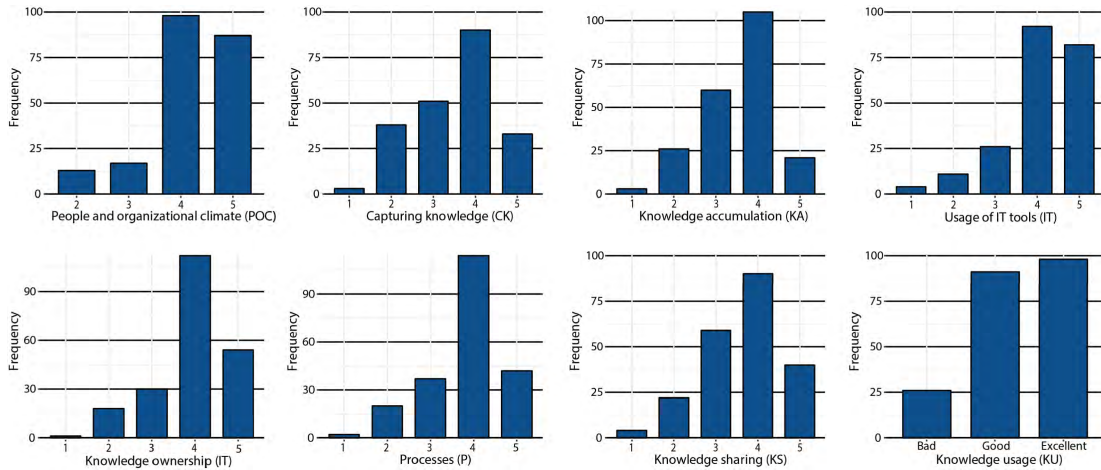 100
75
50
25
0
Frequency
2 3 4 5
People and organizational climate (POC)
100
75
50
25
0
Frequency
1 2 3 4 5
Capturing knowledge (CK)
100
75
50
25
0
Frequency
1 2 3 4 5
Knowledge accumulation (KA)
100
75
50
25
0
Frequency
1 2 3 4 5
Usage of IT tools (IT)
90
60
30
0
Frequency
1 2 3 4 5
Knowledge ownership (IT)
90
60
30
0
Frequency
1 2 3 4 5
Processes (P)
100
75
50
25
0
Frequency
1 2 3 4 5
Knowledge sharing (KS)
100
75
50
25
0
Frequency
Bad Good Excellent
Knowledge usage (KU)